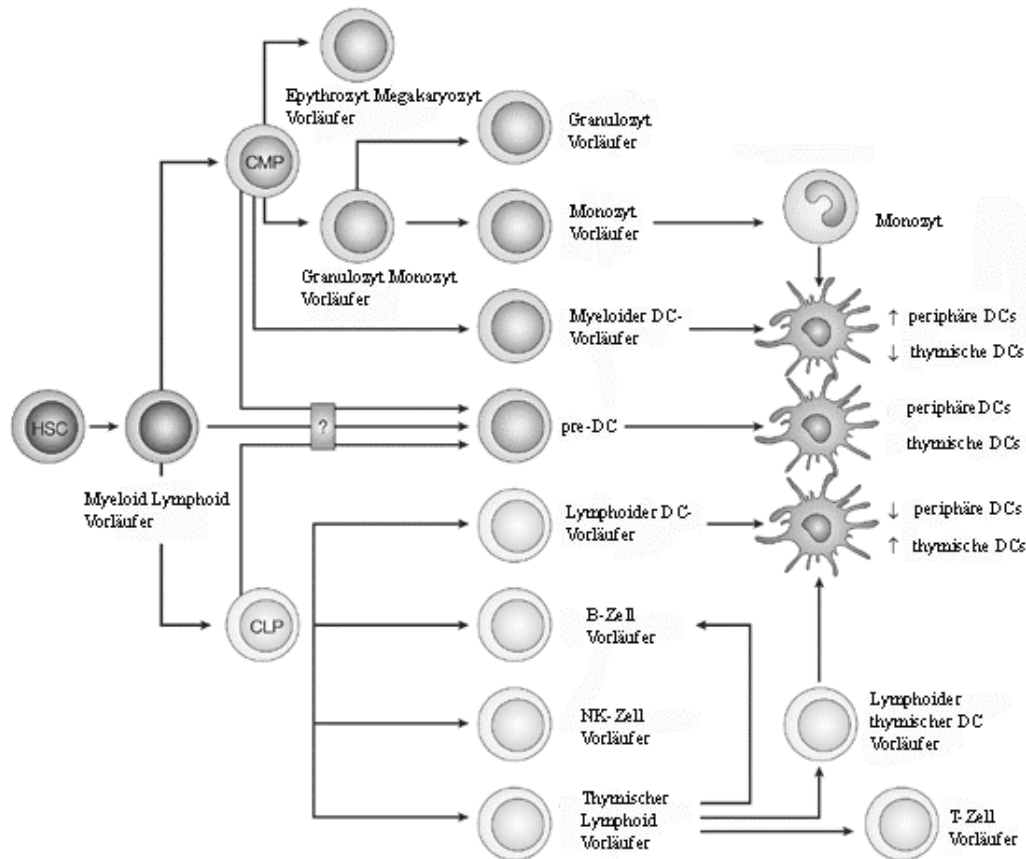 Epythrozyt Megakaryozyt
Vorläufer
CMP
Granulozyt
Vorläufer
Monozyt
Vorläufer
Monozyt
Granulozyt Monozyt
Vorläufer
Myeloider DC-
Vorläufer
↑ periphäre DCs
↓ thymische DCs
HSC
?
pre-DC
periphäre DCs
thymische DCs
Myeloid Lymphoid
Vorläufer
Lymphoider DC-
Vorläufer
↓ periphäre DCs
↑ thymische DCs
CLP
B-Zell
Vorläufer
NK-Zell
Vorläufer
Lymphoider
thymischer DC
Vorläufer
Thymischer
Lymphoid
Vorläufer
T-Zell
Vorläufer